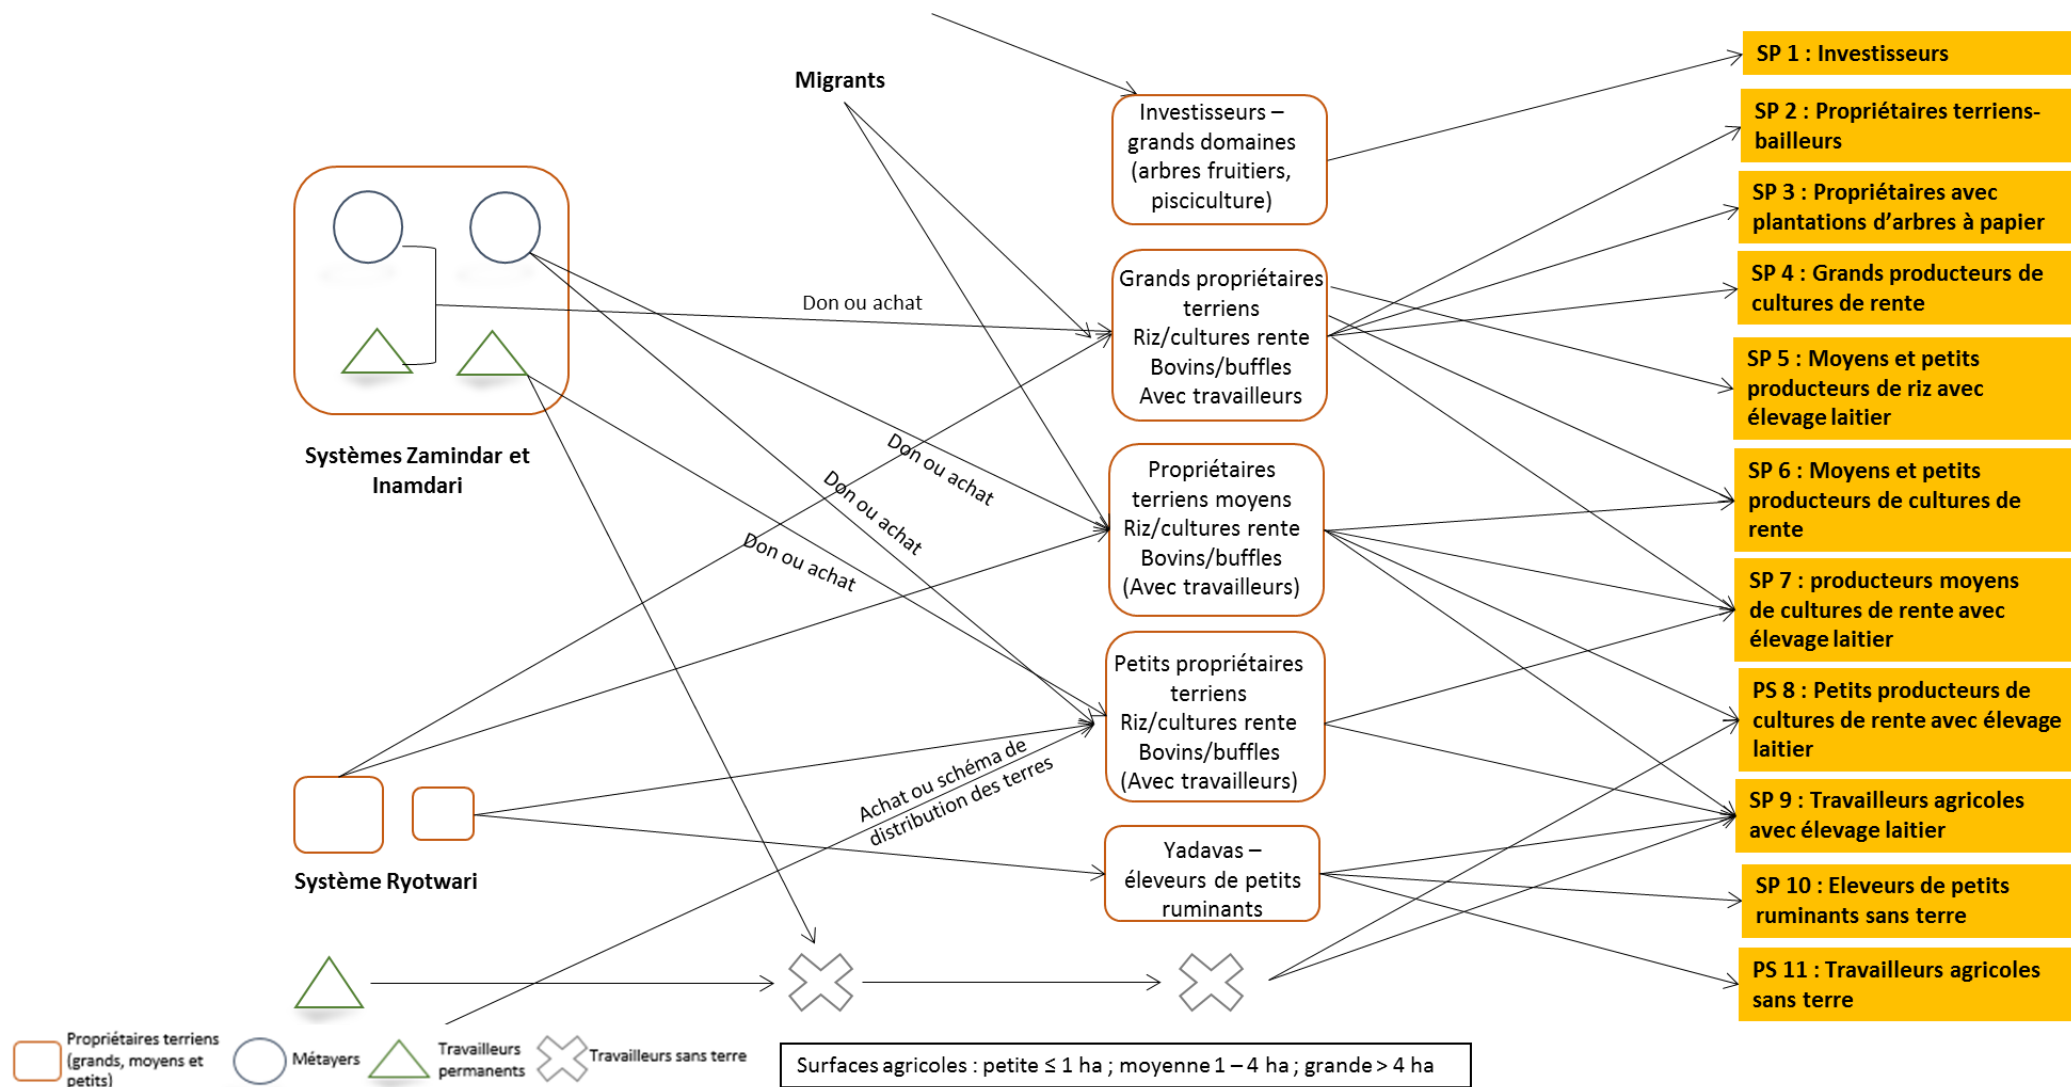 Migrants
Systèmes Zamindar et
Inamdari
Système Ryotwari
Don ou achat
Don ou achat
Don ou achat
Don ou achat
Achat ou schéma de
distribution des terres
Investisseurs –
grands domaines
(arbres fruitiers,
pisciculture)
Grands propriétaires
terriens
Riz/cultures rente
Bovins/buffles
Avec travailleurs
Propriétaires
terriens moyens
Riz/cultures rente
Bovins/buffles
(Avec travailleurs)
Petits propriétaires
terriens
Riz/cultures rente
Bovins/buffles
(Avec travailleurs)
Yadavas –
éleveurs de petits
ruminants
SP 1 : Investisseurs
SP 2 : Propriétaires terriens-
bailleurs
SP 3 : Propriétaires avec
plantations d’arbres à papier
SP 4 : Grands producteurs de
cultures de rente
SP 5 : Moyens et petits
producteurs de riz avec
élevage laitier
SP 6 : Moyens et petits
producteurs de cultures de
rente
SP 7 : producteurs moyens
de cultures de rente avec
élevage laitier
PS 8 : Petits producteurs de
cultures de rente avec élevage
laitier
SP 9 : Travailleurs agricoles
avec élevage laitier
SP 10 : Eleveurs de petits
ruminants sans terre
PS 11 : Travailleurs agricoles
sans terre
Propriétaires terriens
(grands, moyens et
petits)
Métayers
Travailleurs
permanents
Travailleurs sans terre
Surfaces agricoles : petite ≤ 1 ha ; moyenne 1 – 4 ha ; grande > 4 ha